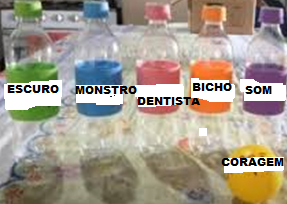 ESCURO
MONSTRO
DENTISTA
BICHO
SOM
CORAGEM